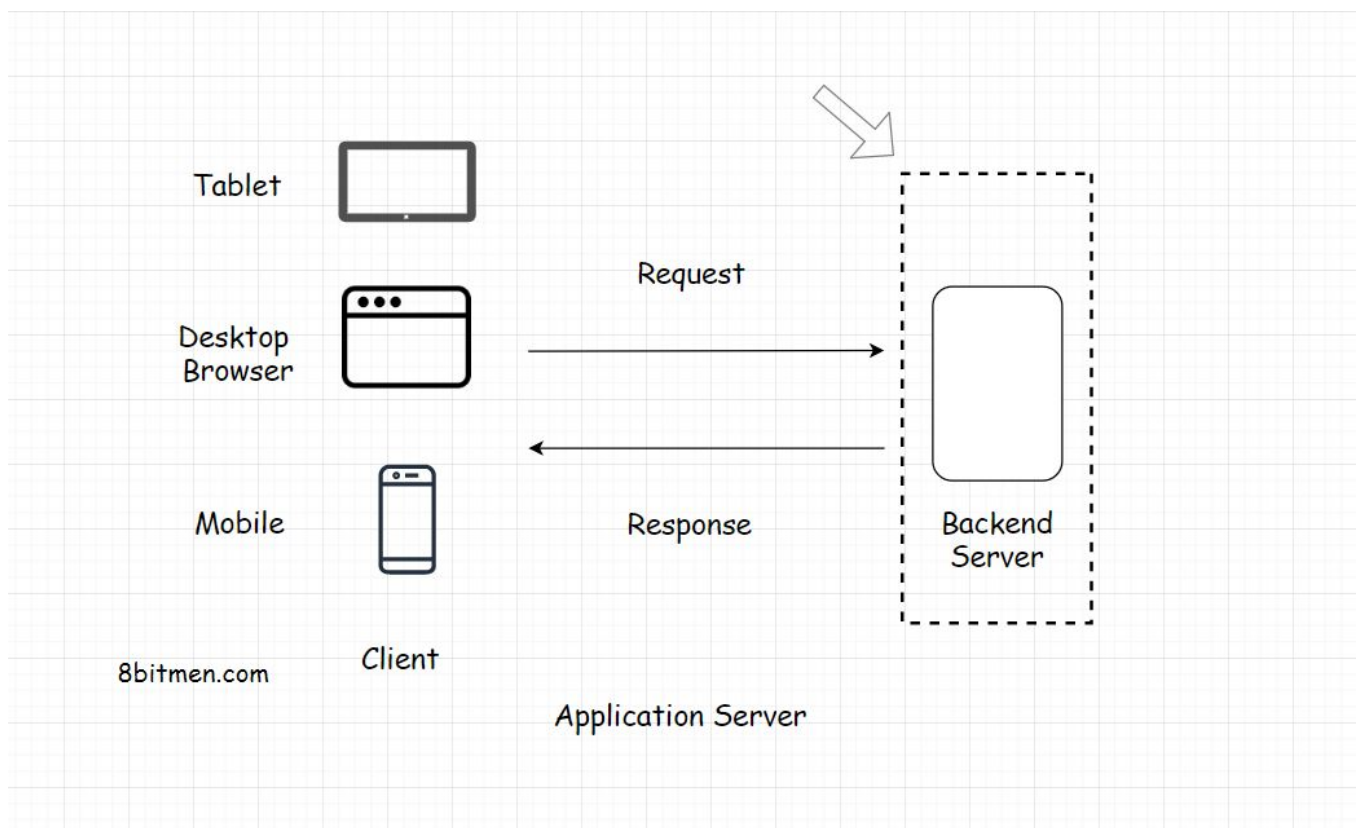 Tablet
Request
Desktop
Browser
Mobile
Response
Backend
Server
Client
8bitmen.com
Application Server